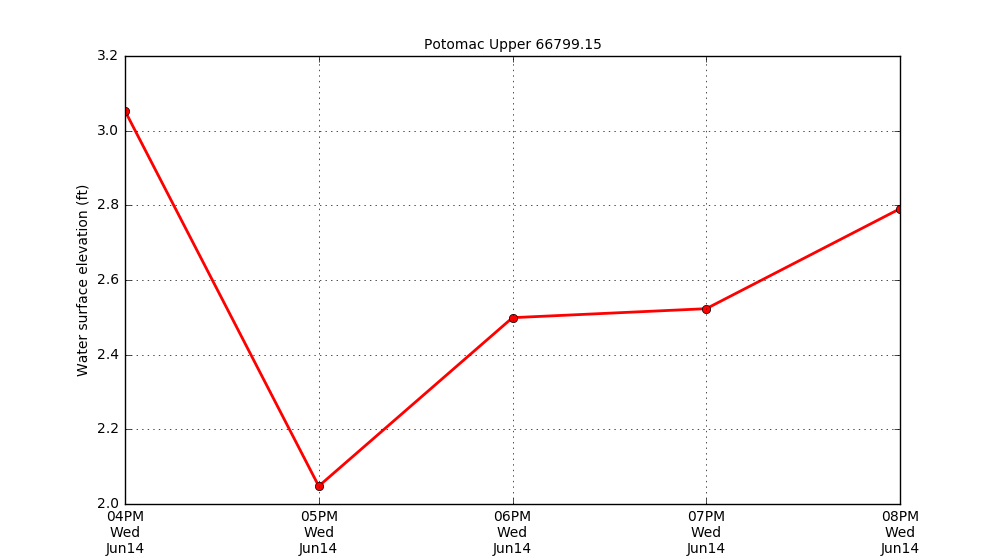 Potomac Upper 66799.15
Water surface elevation (ft)
3.2
3.0
2.8
2.6
2.4
2.2
2.0
04PM 05PM 06PM 07PM 08PM
Wed Wed Wed Wed Wed
Jun14 Jun14 Jun14 Jun14 Jun14